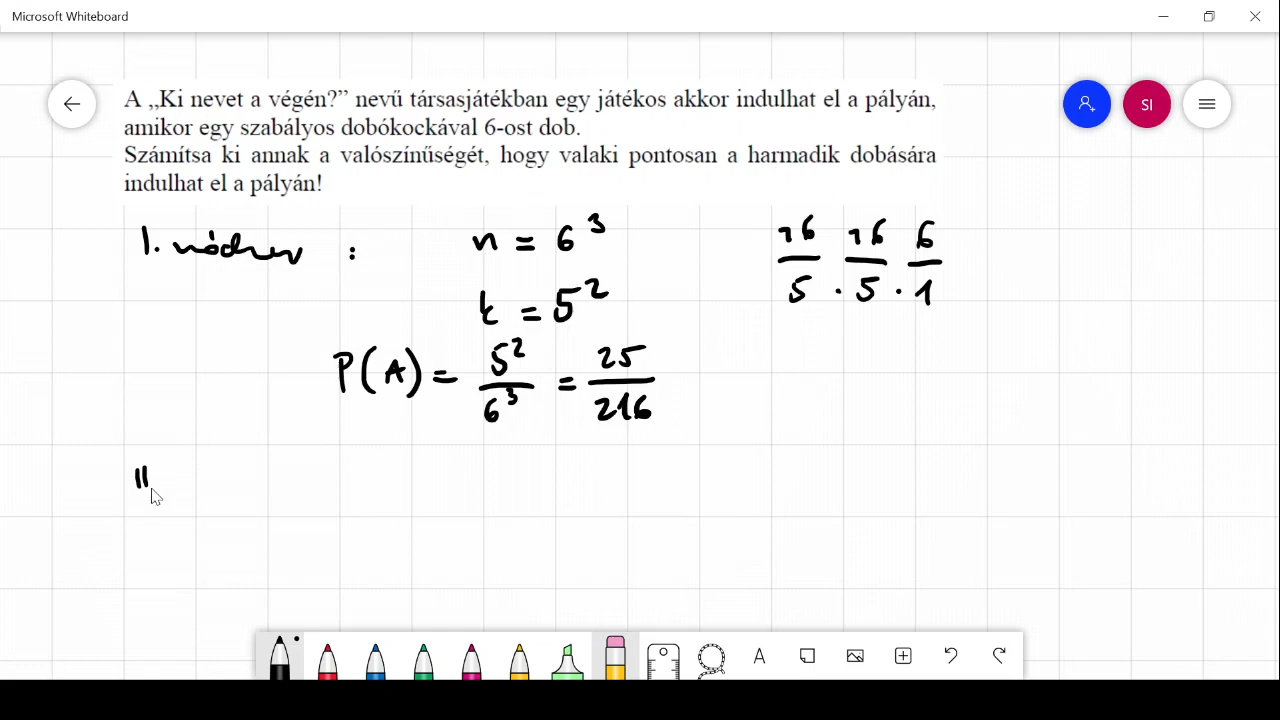 Microsoft Whiteboard
A „Ki nevet a végén?” nevű társasjátékban egy játékos akkor indulhat el a pályán,
amikor egy szabályos dobókockával 6-ost dob.
Számítsa ki annak a valószínűségét, hogy valaki pontosan a harmadik dobására
indulhat el a pályán!
SI
I. módszer :
n = 6³
k = 5²
P(A) = 5²/6³ = 25/216
¬6 ¬6 6
5 · 5 · 1
II
A